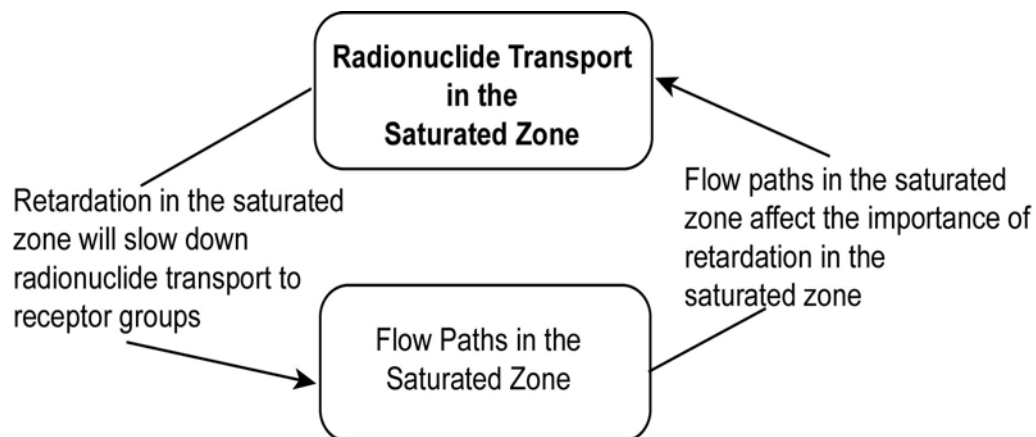 Radionuclide Transport
in the
Saturated Zone
Retardation in the saturated
zone will slow down
radionuclide transport to
receptor groups
Flow paths in the saturated
zone affect the importance of
retardation in the
saturated zone
Flow Paths in the
Saturated Zone